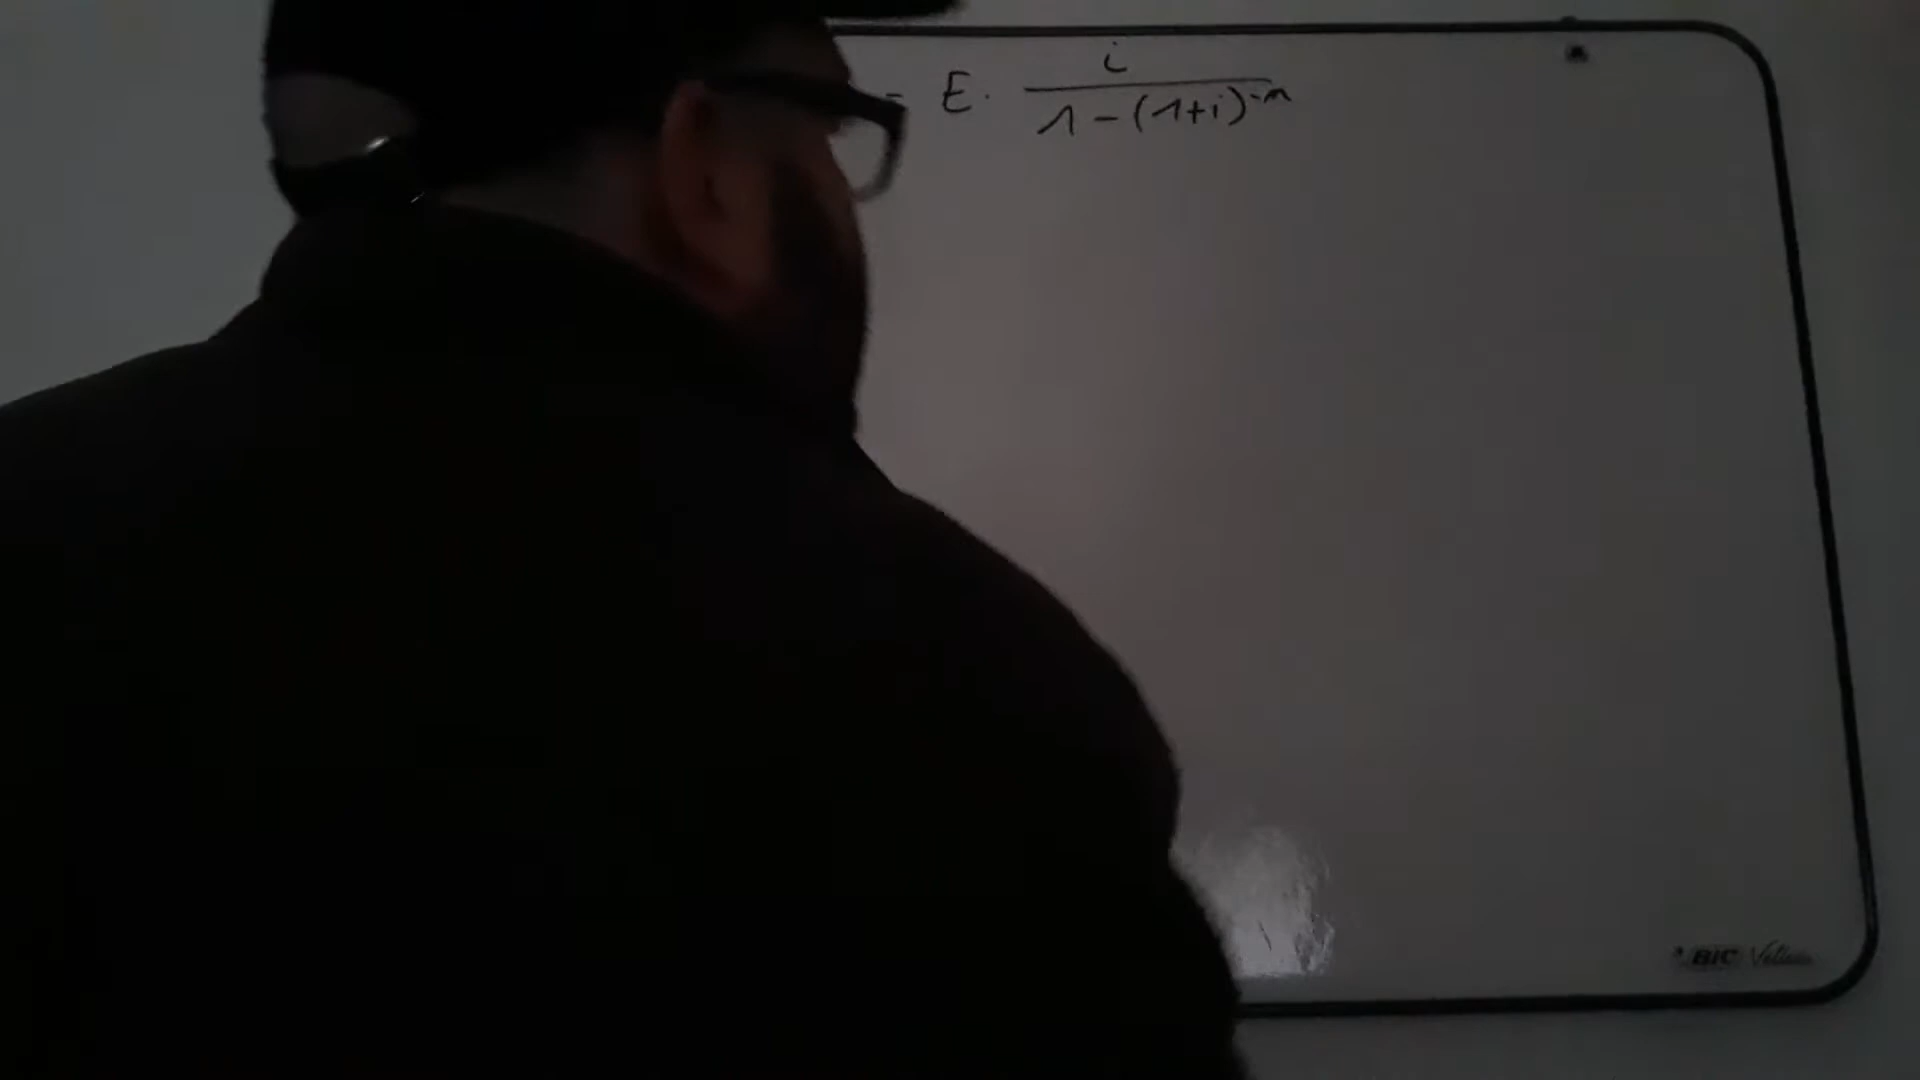 = E. i / 1-(1+i)^-n
BIC Velleda